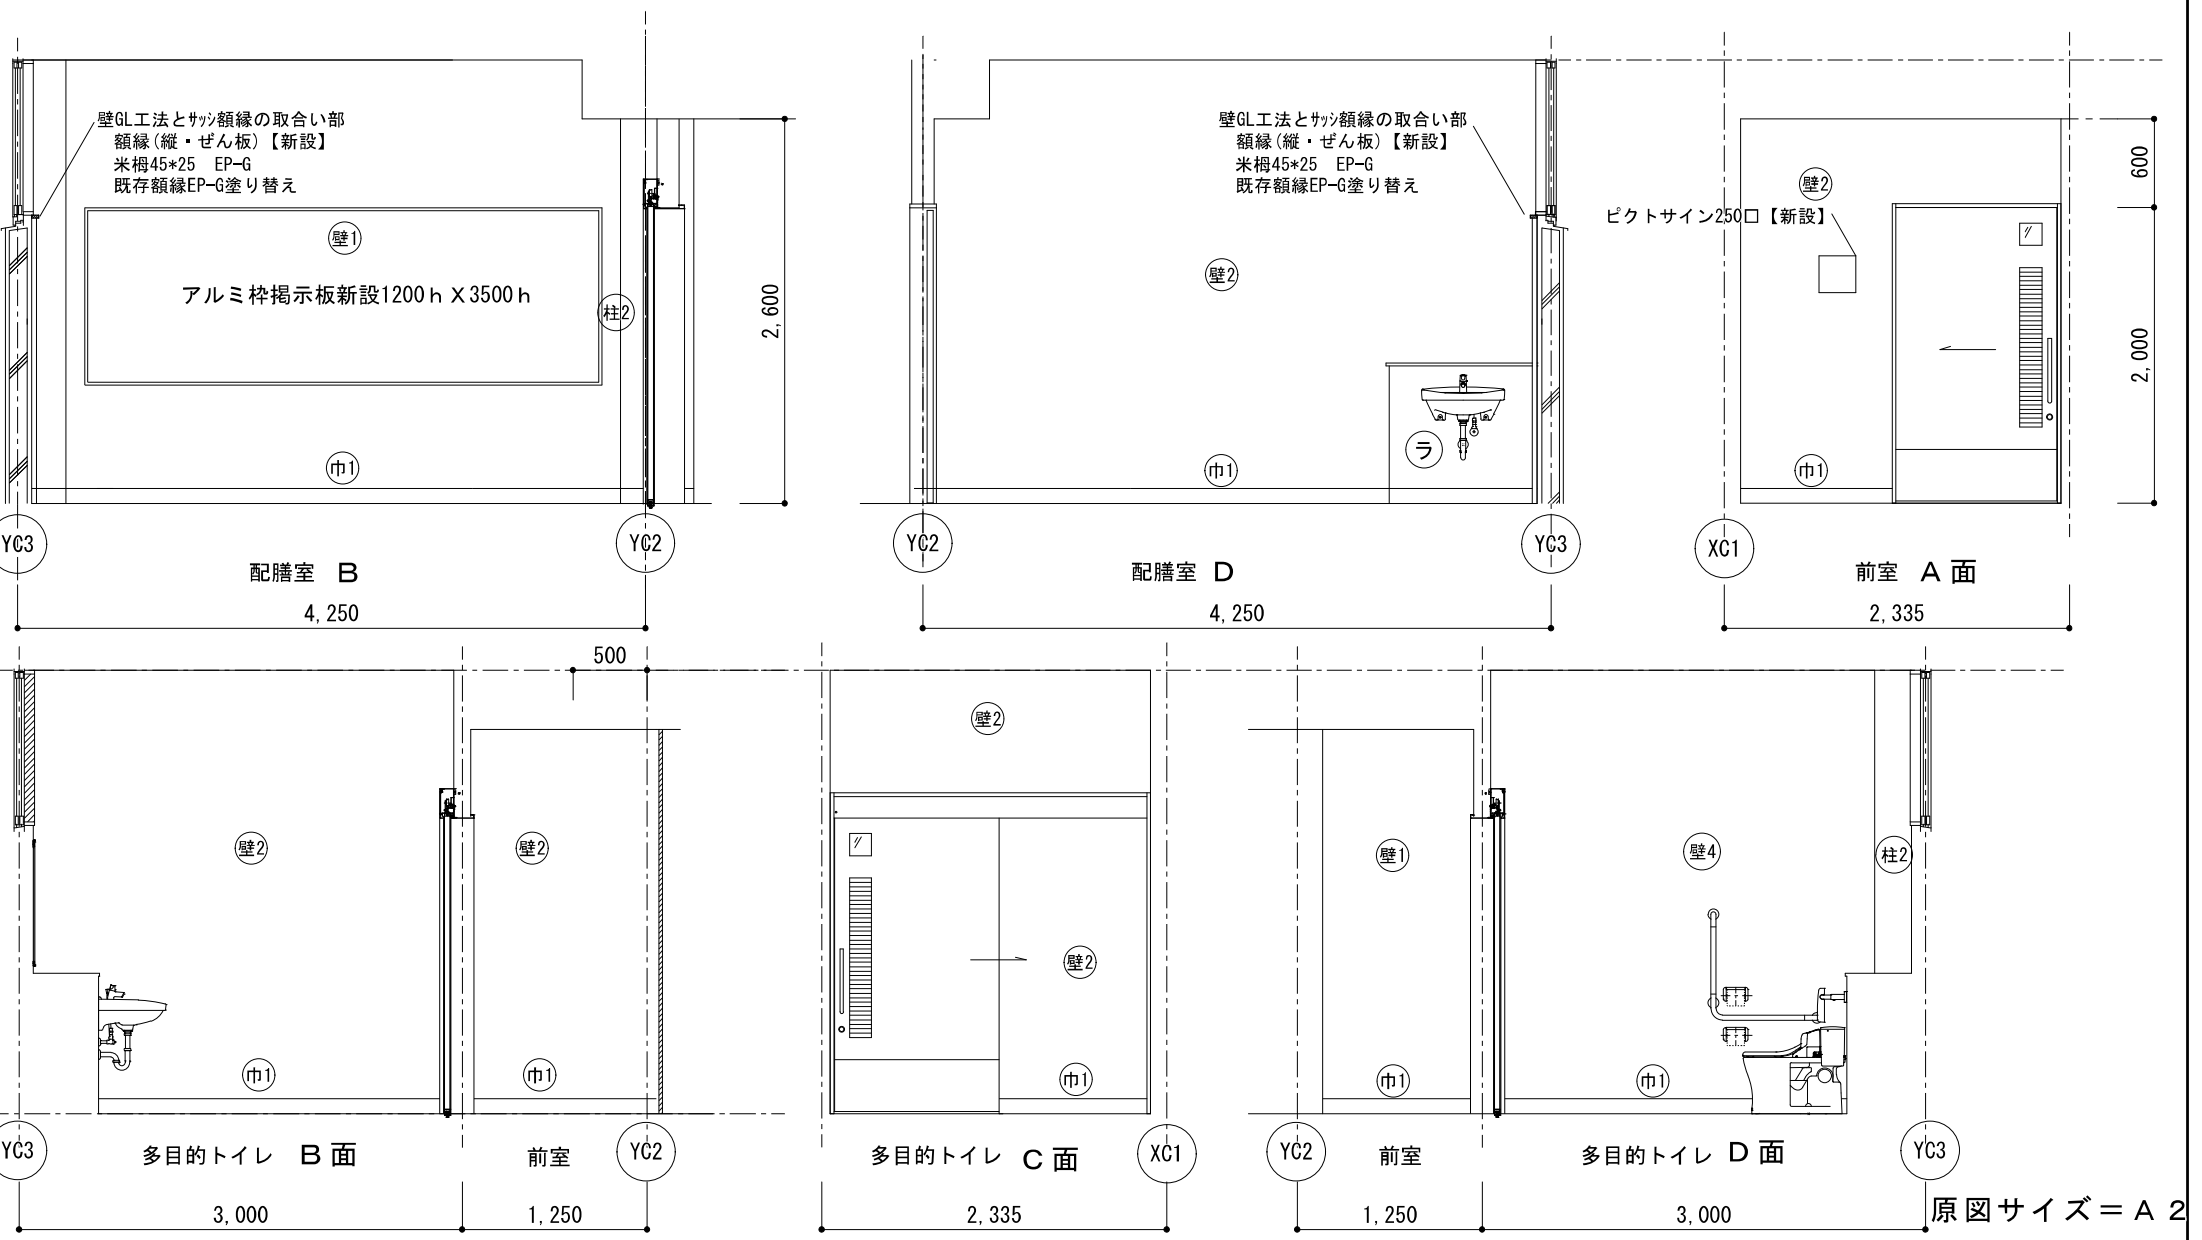 壁GL工法とサッシ額縁の取合い部
額縁(縦・ぜん板)【新設】
米栂45*25 EP-G
既存額縁EP-G塗り替え
壁1
アルミ枠掲示板新設1200ｈＸ3500ｈ
柱2
巾1
2,600
YC3
YC2
配膳室 B
4,250
壁GL工法とサッシ額縁の取合い部
額縁(縦・ぜん板)【新設】
米栂45*25 EP-G
既存額縁EP-G塗り替え
壁2
ラ
巾1
YC2
YC3
配膳室 D
4,250
壁2
ピクトサイン250口【新設】
巾1
600
2,000
XC1
前室 A面
2,335
500
壁2
壁2
巾1
巾1
YC3
YC2
多目的トイレ B面
前室
3,000
1,250
壁2
壁2
巾1
XC1
多目的トイレ C面
2,335
壁1
壁4
柱2
巾1
巾1
YC2
YC3
前室
多目的トイレ D面
1,250
3,000
原図サイズ＝Ａ２